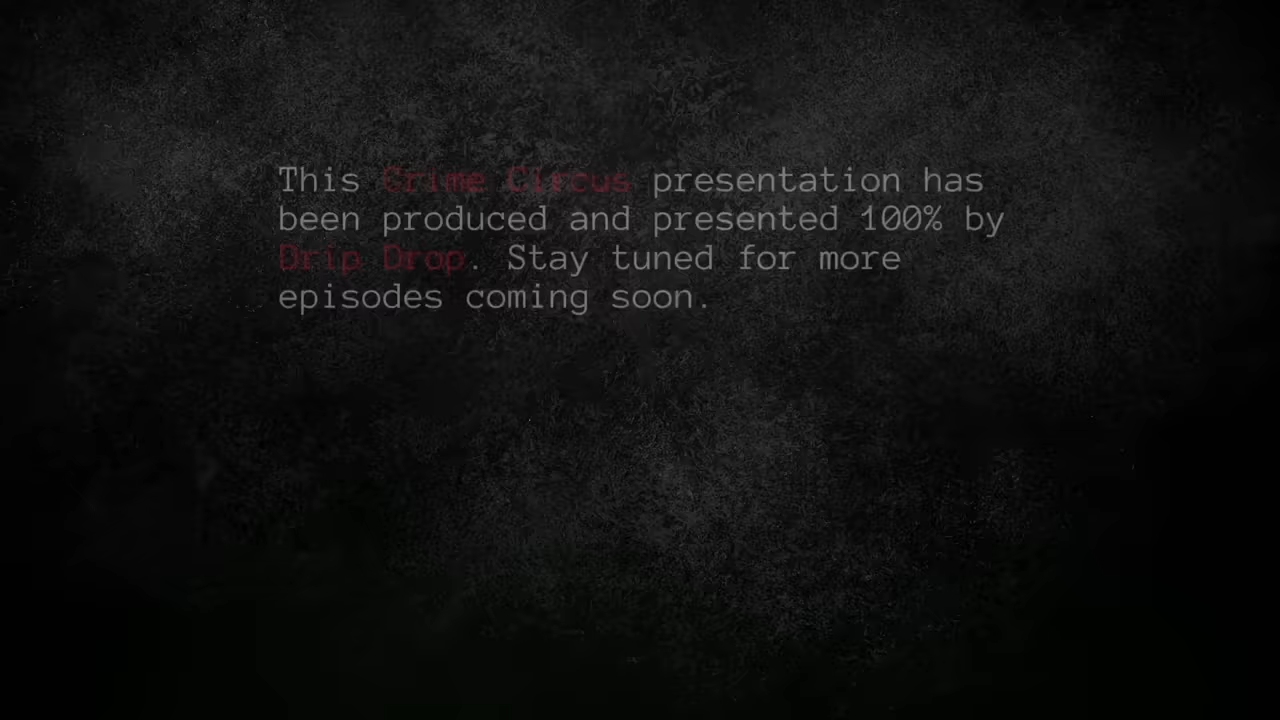 This Crime Circus presentation has
been produced and presented 100% by
Drip Drop. Stay tuned for more
episodes coming soon.